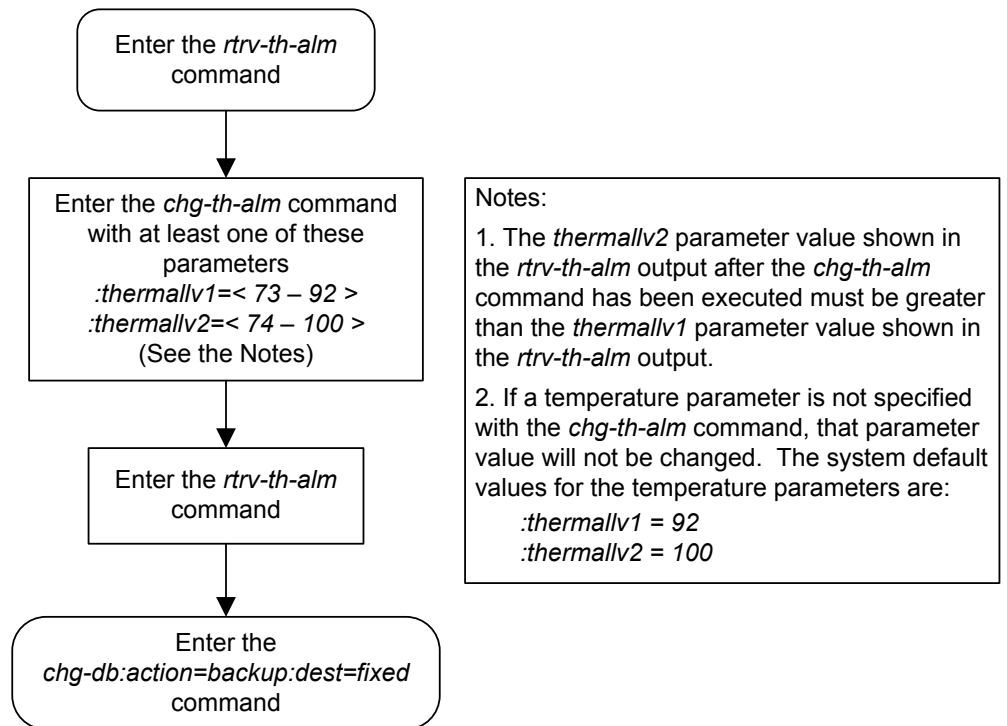 Enter the rtrv-th-alm
command
Enter the chg-th-alm command
with at least one of these
parameters
:thermallv1=< 73 – 92 >
:thermallv2=< 74 – 100 >
(See the Notes)
Enter the rtrv-th-alm
command
Enter the
chg-db:action=backup:dest=fixed
command
Notes:
1. The thermallv2 parameter value shown in
the rtrv-th-alm output after the chg-th-alm
command has been executed must be greater
than the thermallv1 parameter value shown in
the rtrv-th-alm output.
2. If a temperature parameter is not specified
with the chg-th-alm command, that parameter
value will not be changed.  The system default
values for the temperature parameters are:
:thermallv1 = 92
:thermallv2 = 100